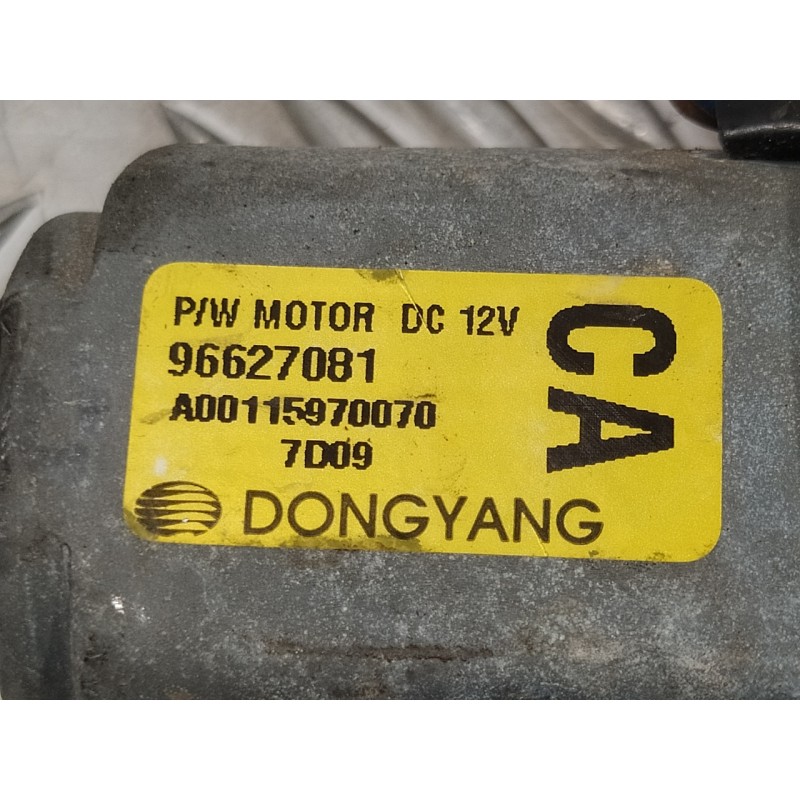 P/W MOTOR DC 12V
96627081
A00115970070
7D09
DONGYANG
CA